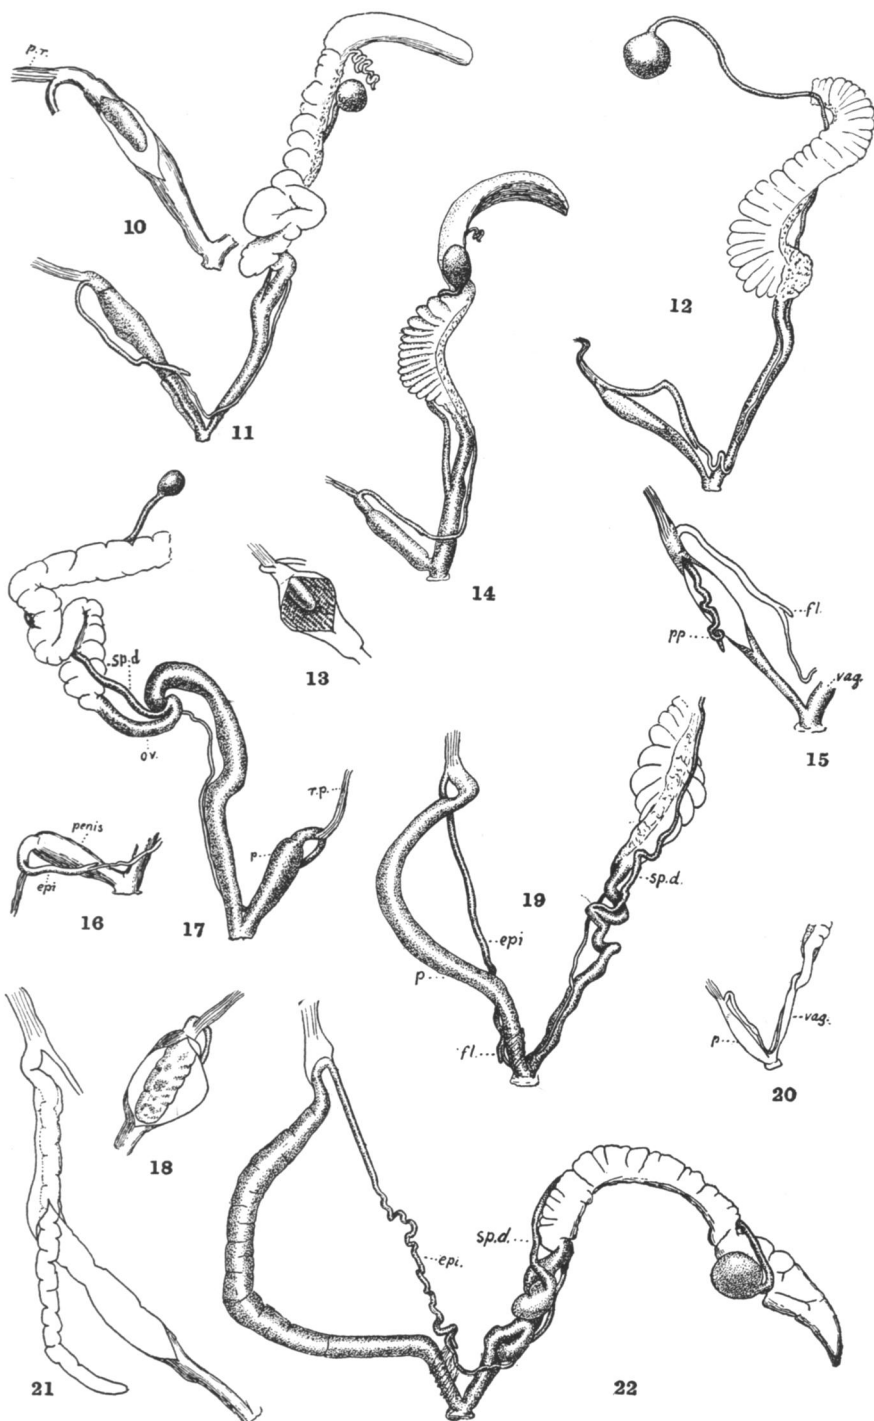 p.r.
10
11
12
14
13
sp.d.
ov.
fl.
pp
vag.
15
r.p.
penis
p
epi
16
17
19
sp.d.
epi
p
fl.
vag.
p
20
18
sp.d.
epi.
21
22